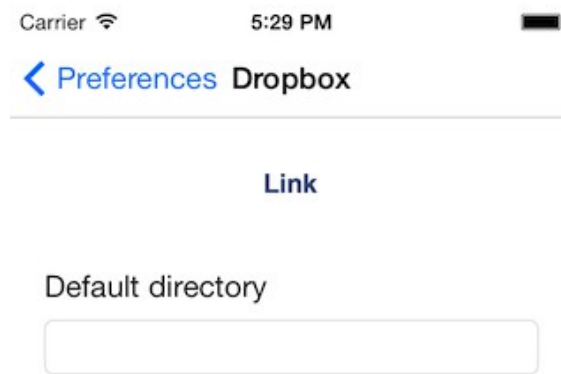 Carrier 5:29 PM
Preferences Dropbox
Link
Default directory